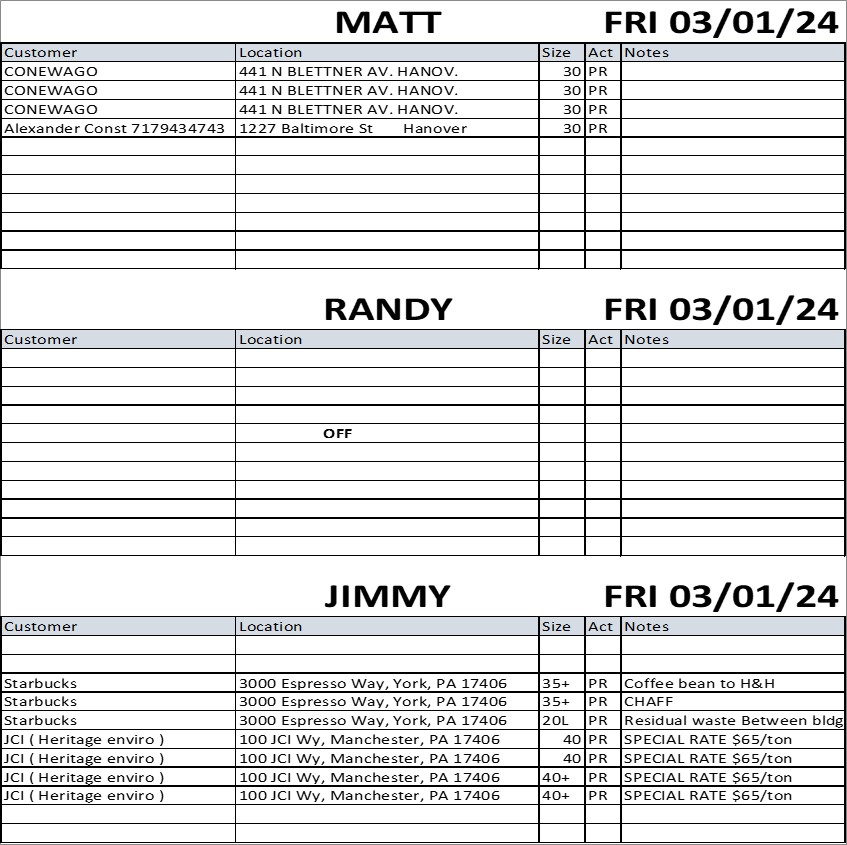 MATT FRI 03/01/24
Customer Location Size Act Notes
CONEWAGO 441 N BLETTNER AV. HANOV. 30 PR
CONEWAGO 441 N BLETTNER AV. HANOV. 30 PR
CONEWAGO 441 N BLETTNER AV. HANOV. 30 PR
Alexander Const 7179434743 1227 Baltimore St Hanover 30 PR
RANDY FRI 03/01/24
Customer Location Size Act Notes
OFF
JIMMY FRI 03/01/24
Customer Location Size Act Notes
Starbucks 3000 Espresso Way, York, PA 17406 35+ PR Coffee bean to H&H
Starbucks 3000 Espresso Way, York, PA 17406 35+ PR CHAFF
Starbucks 3000 Espresso Way, York, PA 17406 20L PR Residual waste Between bldg
JCI ( Heritage enviro ) 100 JCI Wy, Manchester, PA 17406 40 PR SPECIAL RATE $65/ton
JCI ( Heritage enviro ) 100 JCI Wy, Manchester, PA 17406 40 PR SPECIAL RATE $65/ton
JCI ( Heritage enviro ) 100 JCI Wy, Manchester, PA 17406 40+ PR SPECIAL RATE $65/ton
JCI ( Heritage enviro ) 100 JCI Wy, Manchester, PA 17406 40+ PR SPECIAL RATE $65/ton